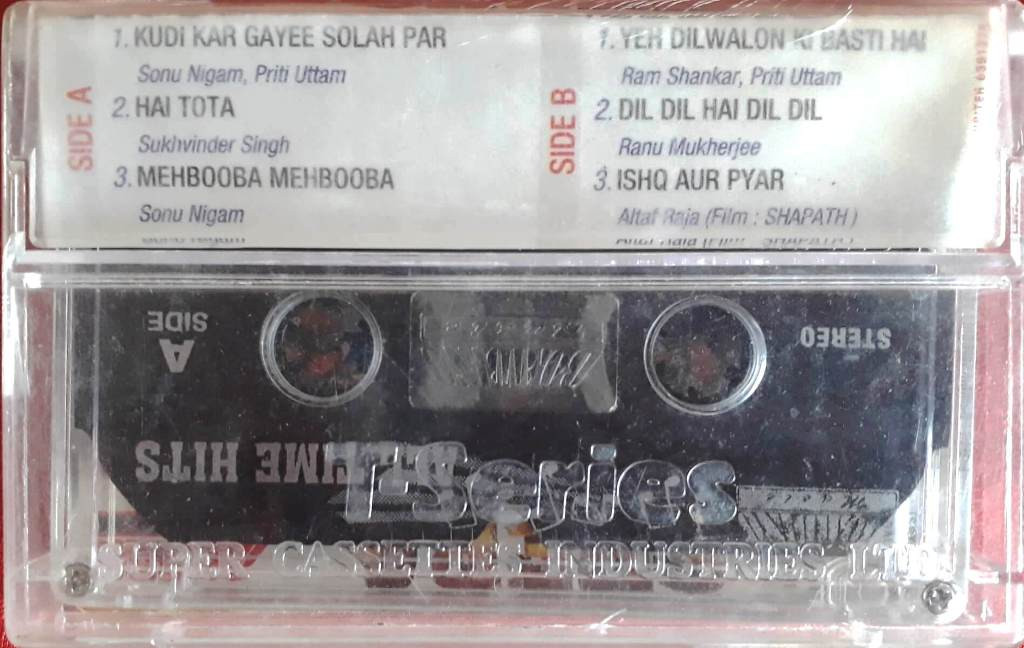 SIDE A
1. KUDI KAR GAYEE SOLAH PAR
Sonu Nigam, Priti Uttam
2. HAI TOTA
Sukhvinder Singh
3. MEHBOOBA MEHBOOBA
Sonu Nigam
SIDE B
1. YEH DILWALON KI BASTI HAI
Ram Shankar, Priti Uttam
2. DIL DIL HAI DIL DIL
Ranu Mukherjee
3. ISHQ AUR PYAR
Altaf Raja (Film : SHAPATH)
SIDE
A
STEREO
ALL TIME HITS
T-Series
SUPER CASSETTES INDUSTRIES LTD.